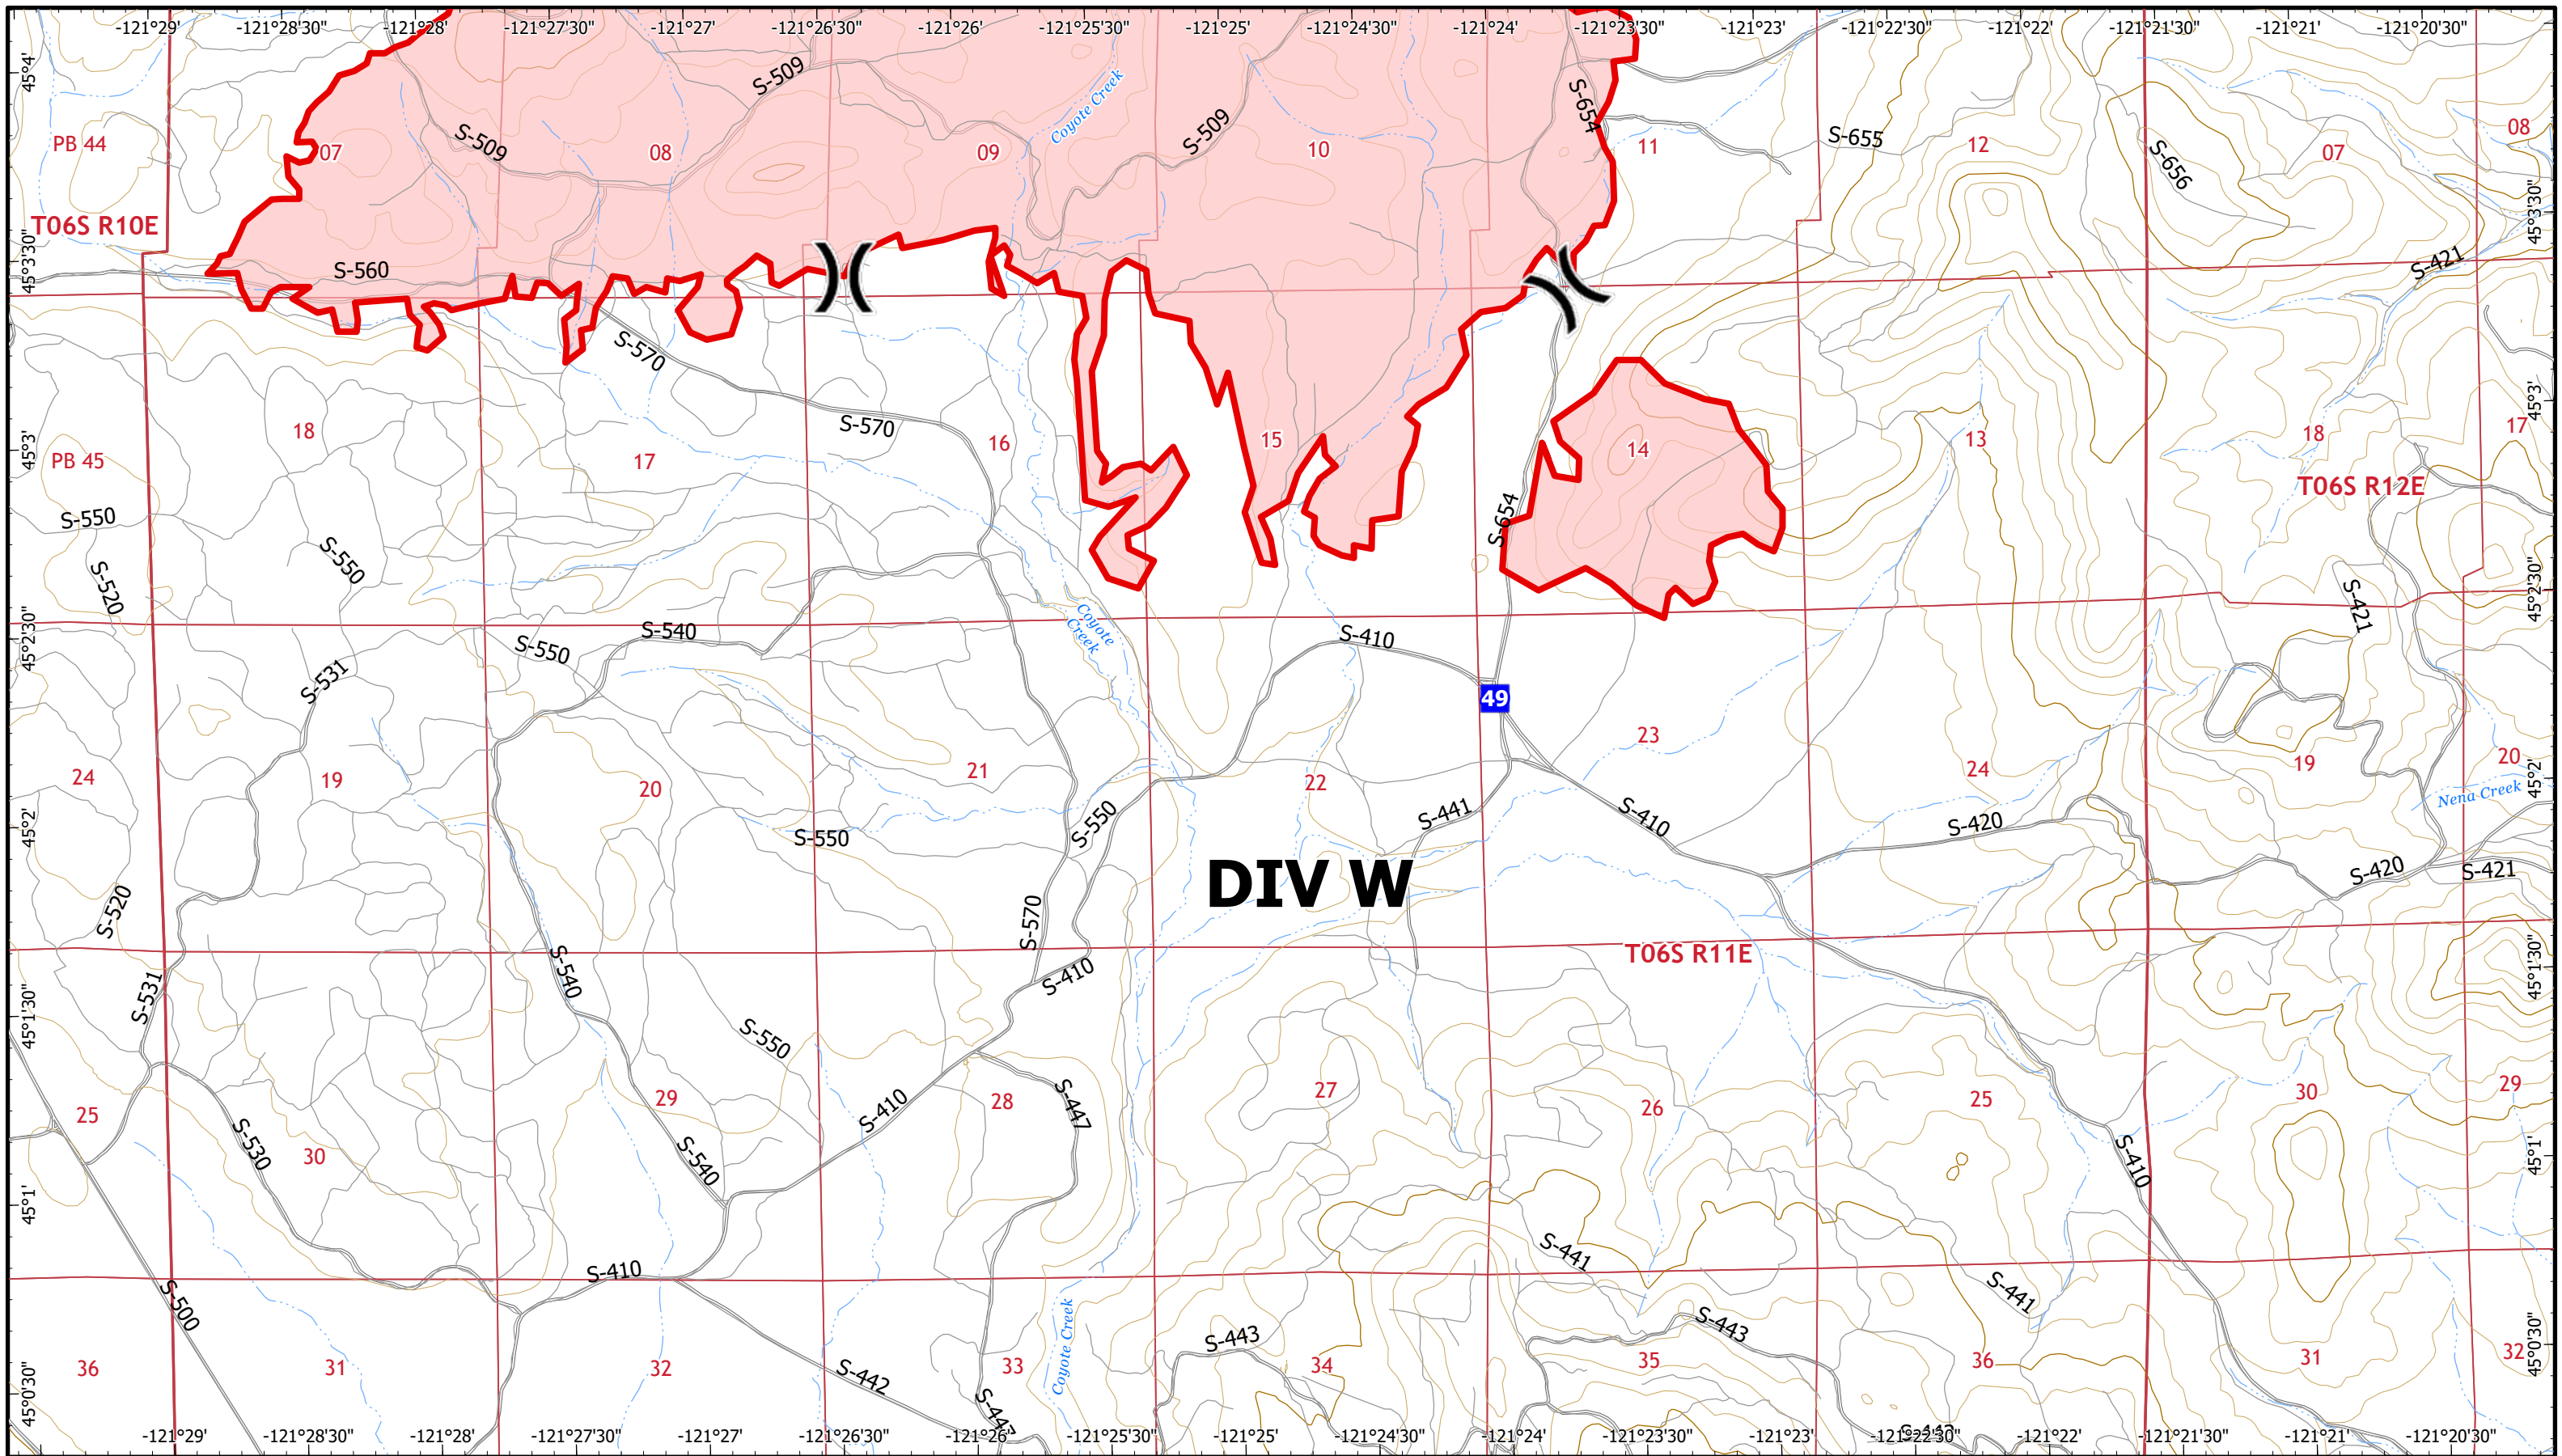 -121°29' -121°28'30" -121°28' -121°27'30" -121°27' -121°26'30" -121°26' -121°25'30" -121°25' -121°24'30" -121°24' -121°23'30" -121°23' -121°22'30" -121°22' -121°21'30" -121°21' -121°20'30"
45°4'
S-509
Coyote Creek
S-654
S-509
S-509
S-655
S-656
PB 44
07
08
09
10
11
12
07
08
T06S R10E
45°3'30"
45°3'30"
S-560
S-421
S-570
S-570
45°3'
45°3'
PB 45
18
17
16
15
14
13
18
17
T06S R12E
S-550
S-550
S-520
S-654
S-421
45°2'30"
45°2'30"
S-540
S-550
Coyote
Creek
S-410
S-531
49
23
24
19
20
21
22
24
19
20
45°2'
45°2'
Nena Creek
S-550
S-550
S-441
S-410
S-420
S-420
S-421
DIV W
S-520
S-570
T06S R11E
S-540
S-410
S-531
45°1'30"
45°1'30"
S-550
25
30
29
28
27
26
25
30
29
S-410
S-447
S-530
S-540
S-410
45°1'
45°1'
S-441
S-410
S-441
S-500
S-443
S-443
Coyote Creek
36
31
32
33
34
35
36
31
32
S-442
S-447
S-443
45°0'30"
45°0'30"
-121°29' -121°28'30" -121°28' -121°27'30" -121°27' -121°26'30" -121°26' -121°25'30" -121°25' -121°24'30" -121°24' -121°23'30" -121°23' -121°22'30" -121°22' -121°21'30" -121°21' -121°20'30"